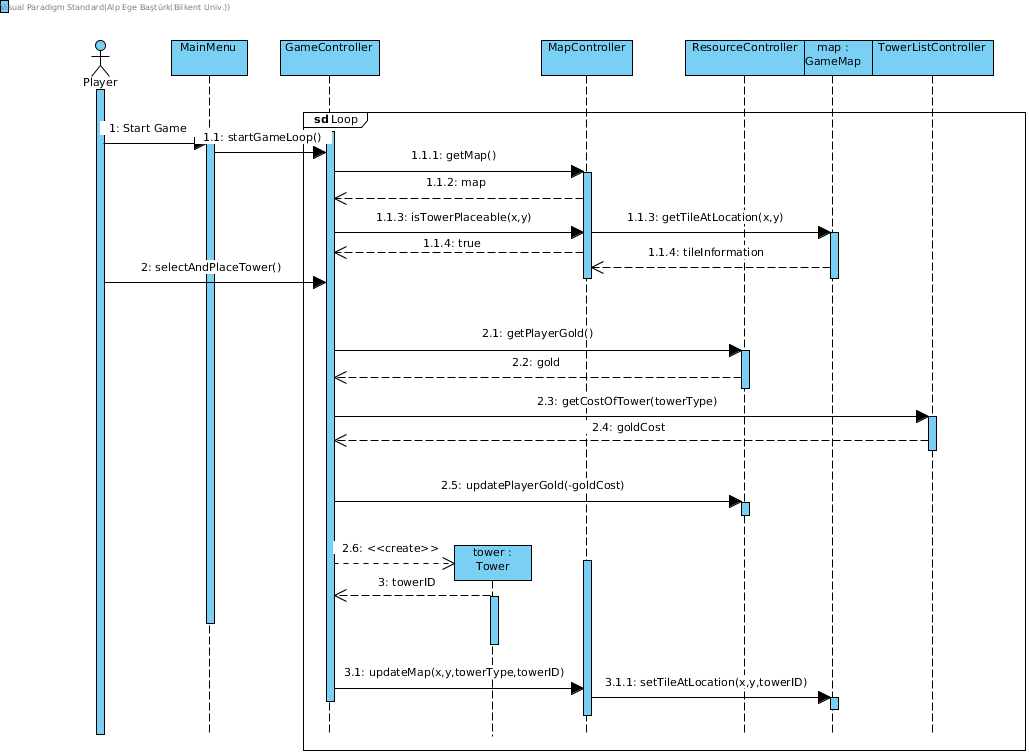 Visual Paradigm Standard(Alp Ege Baştürk(Bilkent Univ.))
MainMenu
GameController
MapController
ResourceController
map :
GameMap
TowerListController
Player
sd Loop
1: Start Game
1.1: startGameLoop()
1.1.1: getMap()
1.1.2: map
1.1.3: isTowerPlaceable(x,y)
1.1.3: getTileAtLocation(x,y)
1.1.4: true
1.1.4: tileInformation
2: selectAndPlaceTower()
2.1: getPlayerGold()
2.2: gold
2.3: getCostOfTower(towerType)
2.4: goldCost
2.5: updatePlayerGold(-goldCost)
2.6: <<create>>
tower :
Tower
3: towerID
3.1: updateMap(x,y,towerType,towerID)
3.1.1: setTileAtLocation(x,y,towerID)